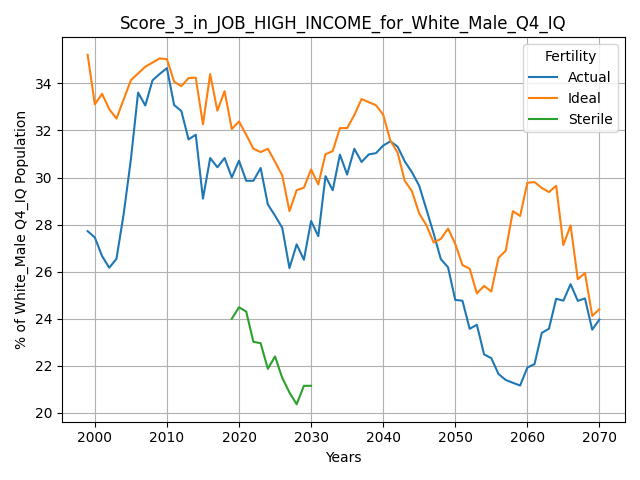 Score_3_in_JOB_HIGH_INCOME_for_White_Male_Q4_IQ
Fertility
Actual
Ideal
Sterile
% of White_Male Q4_IQ Population
34
32
30
28
26
24
22
20
2000 2010 2020 2030 2040 2050 2060 2070
Years